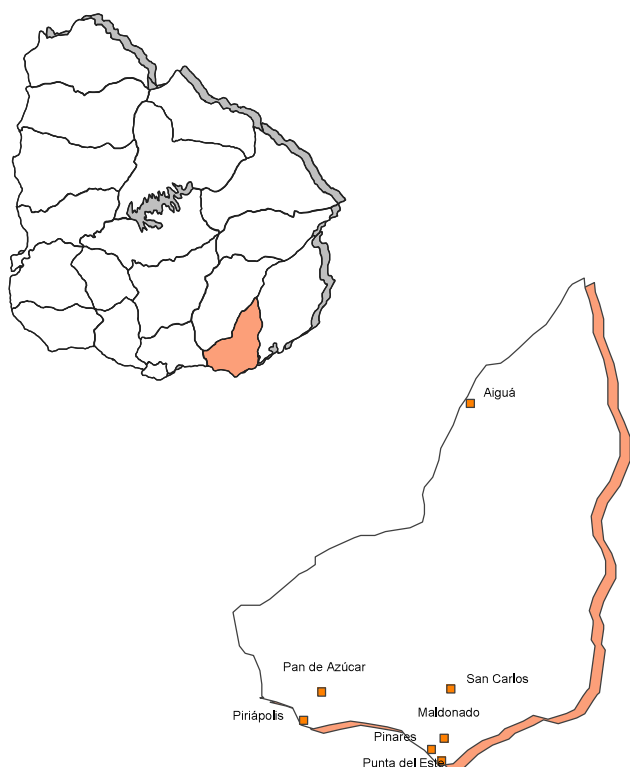 Aiguá
Pan de Azúcar
San Carlos
Piriápolis
Maldonado
Pinares
Punta del Este